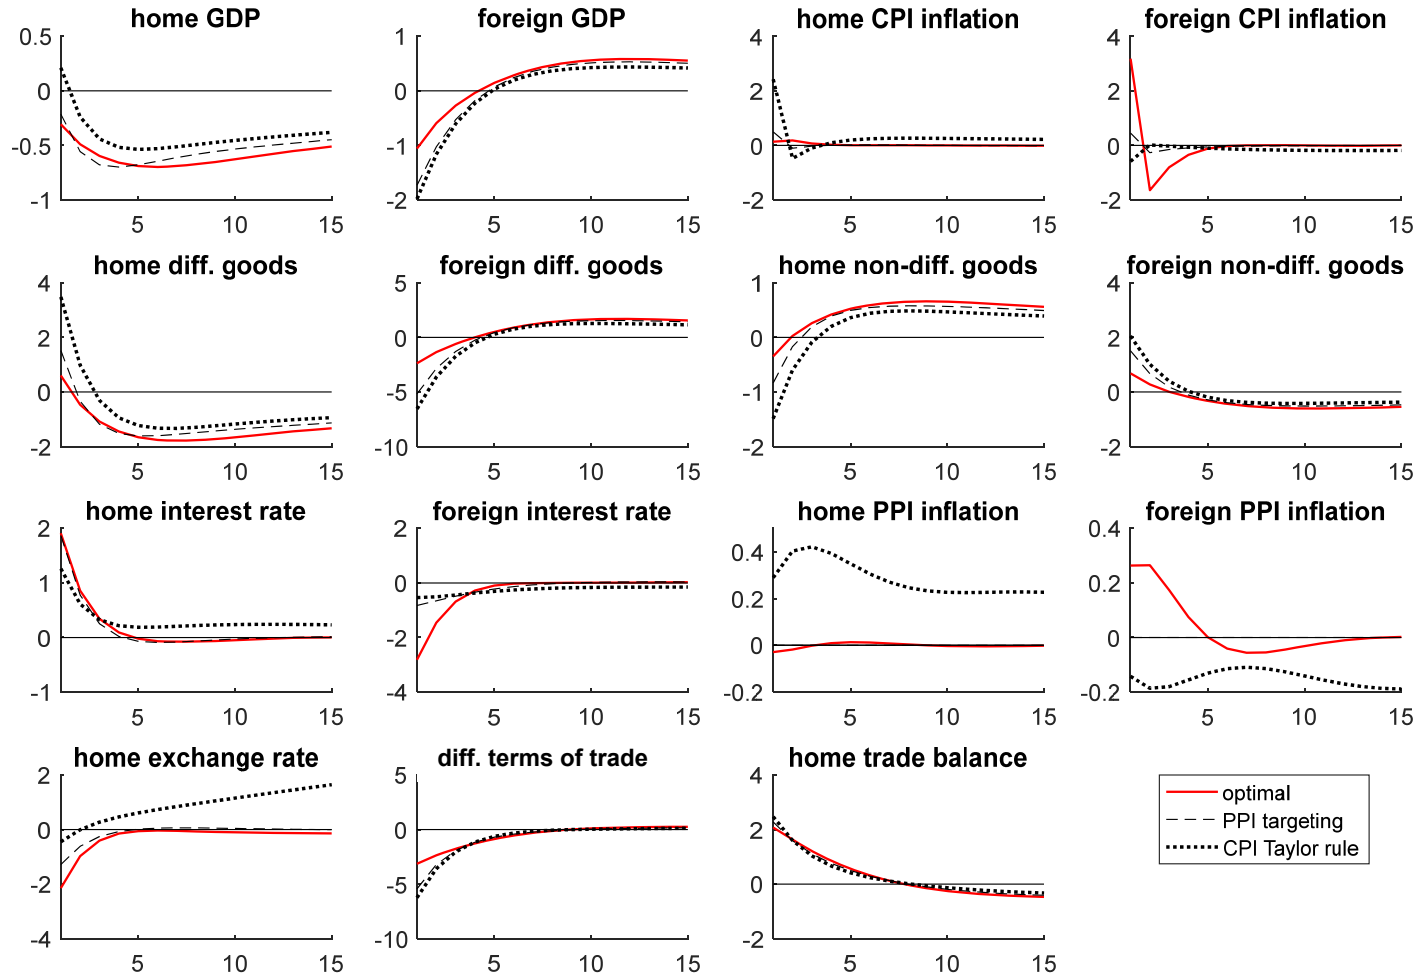 home GDP
0.5
0
-0.5
-1
5 10 15
foreign GDP
1
0
-1
-2
5 10 15
home CPI inflation
4
2
0
-2
5 10 15
foreign CPI inflation
4
2
0
-2
5 10 15
home diff. goods
4
2
0
-2
5 10 15
foreign diff. goods
5
0
-5
-10
5 10 15
home non-diff. goods
1
0
-1
-2
5 10 15
foreign non-diff. goods
4
2
0
-2
5 10 15
home interest rate
2
1
0
-1
5 10 15
foreign interest rate
2
0
-2
-4
5 10 15
home PPI inflation
0.4
0.2
0
-0.2
5 10 15
foreign PPI inflation
0.4
0.2
0
-0.2
5 10 15
home exchange rate
2
0
-2
-4
5 10 15
diff. terms of trade
5
0
-5
-10
5 10 15
home trade balance
4
2
0
-2
5 10 15
optimal
PPI targeting
CPI Taylor rule